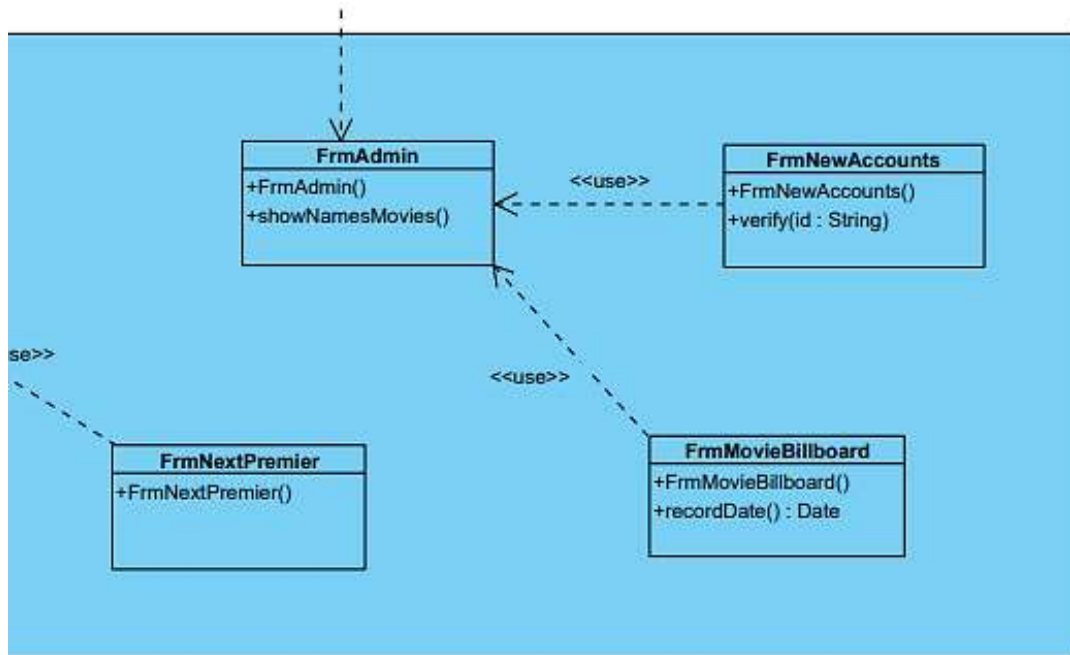 FrmAdmin
+FrmAdmin()
+showNamesMovies()
<<use>>
FrmNewAccounts
+FrmNewAccounts()
+verify(id : String)
se>>
<<use>>
FrmNextPremier
+FrmNextPremier()
FrmMovieBillboard
+FrmMovieBillboard()
+recordDate() : Date